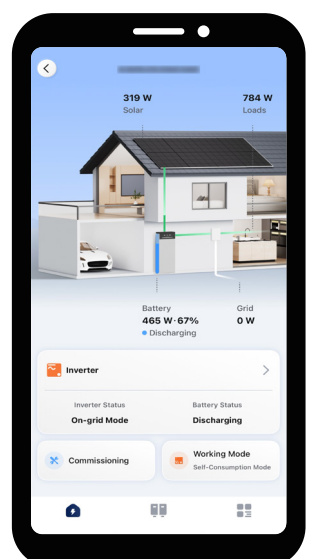 319 W
784 W
Solar
Loads
Battery
Grid
465 W·67%
0 W
Discharging
Inverter
Inverter Status
Battery Status
On-grid Mode
Discharging
Commissioning
Working Mode
Self-Consumption Mode